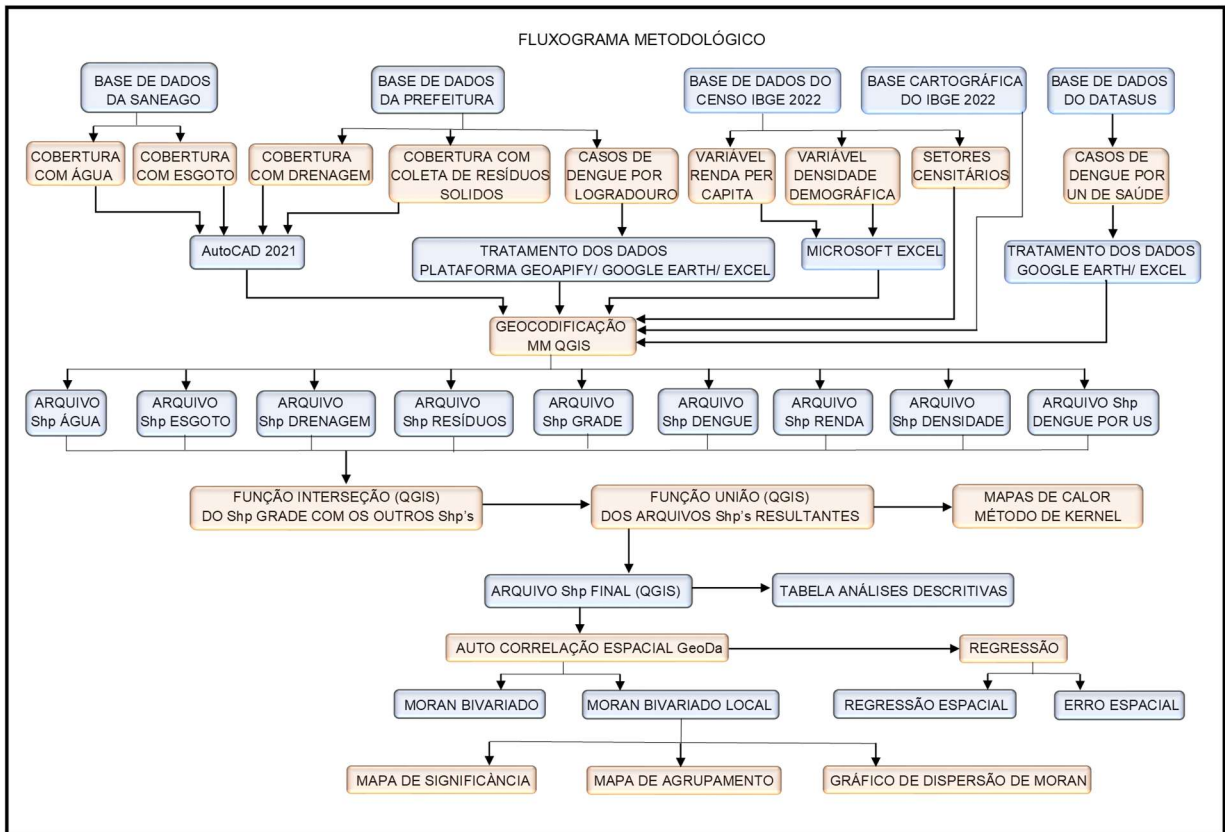 FLUXOGRAMA METODOLÓGICO
BASE DE DADOS
DA SANEAGO
BASE DE DADOS
DA PREFEITURA
BASE DE DADOS DO
CENSO IBGE 2022
BASE CARTOGRÁFICA
DO IBGE 2022
BASE DE DADOS
DO DATASUS
COBERTURA
COM ÁGUA
COBERTURA
COM ESGOTO
COBERTURA
COM DRENAGEM
COBERTURA COM
COLETA DE RESÍDUOS
SOLIDOS
CASOS DE
DENGUE POR
LOGRADOURO
VARIÁVEL
RENDA PER
CAPITA
VARIÁVEL
DENSIDADE
DEMOGRÁFICA
SETORES
CENSITÁRIOS
CASOS DE
DENGUE POR
UN DE SAÚDE
AutoCAD 2021
TRATAMENTO DOS DADOS
PLATAFORMA GEOAPIFY/ GOOGLE EARTH/ EXCEL
MICROSOFT EXCEL
TRATAMENTO DOS DADOS
GOOGLE EARTH/ EXCEL
GEOCODIFICAÇÃO
MM QGIS
ARQUIVO
Shp ÁGUA
ARQUIVO
Shp ESGOTO
ARQUIVO
Shp DRENAGEM
ARQUIVO
Shp RESÍDUOS
ARQUIVO
Shp GRADE
ARQUIVO
Shp DENGUE
ARQUIVO
Shp RENDA
ARQUIVO
Shp DENSIDADE
ARQUIVO Shp
DENGUE POR US
FUNÇÃO INTERSEÇÃO (QGIS)
DO Shp GRADE COM OS OUTROS Shp's
FUNÇÃO UNIÃO (QGIS)
DOS ARQUIVOS Shp's RESULTANTES
MAPAS DE CALOR
MÉTODO DE KERNEL
ARQUIVO Shp FINAL (QGIS)
TABELA ANÁLISES DESCRITIVAS
AUTO CORRELAÇÃO ESPACIAL GeoDa
REGRESSÃO
MORAN BIVARIADO
MORAN BIVARIADO LOCAL
REGRESSÃO ESPACIAL
ERRO ESPACIAL
MAPA DE SIGNIFICÀNCIA
MAPA DE AGRUPAMENTO
GRÁFICO DE DISPERSÃO DE MORAN